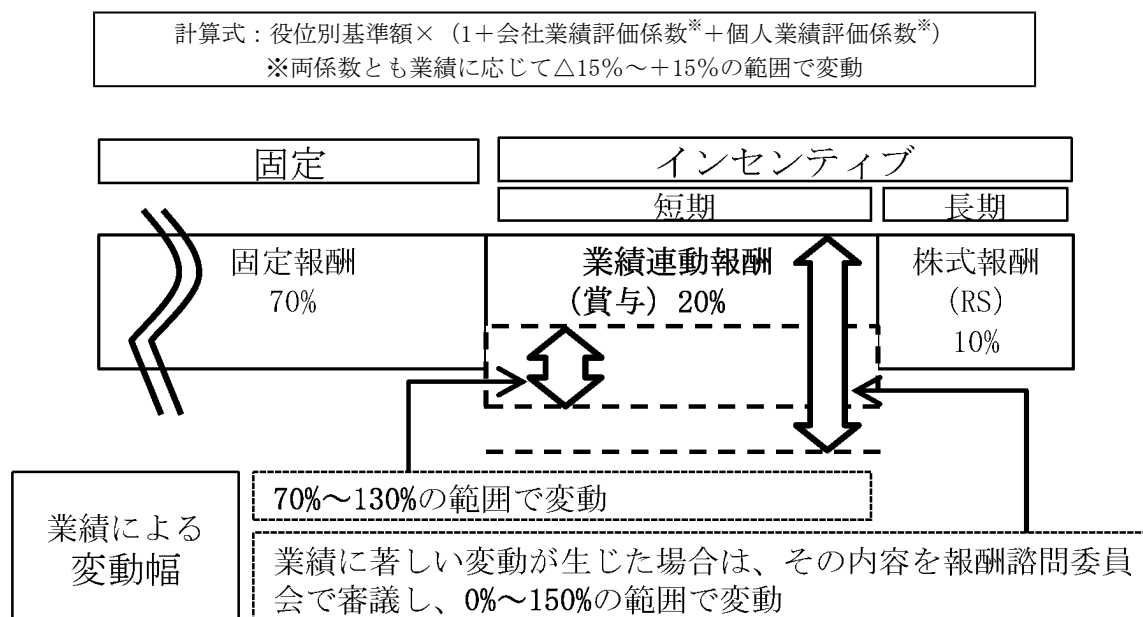 計算式：役位別基準額×（1＋会社業績評価係数※＋個人業績評価係数※）
※両係数とも業績に応じて△15%～＋15%の範囲で変動
固定
インセンティブ
短期
長期
固定報酬
70%
業績連動報酬
(賞与) 20%
株式報酬
(RS)
10%
業績による
変動幅
70%～130%の範囲で変動
業績に著しい変動が生じた場合は、その内容を報酬諮問委員
会で審議し、0%～150%の範囲で変動